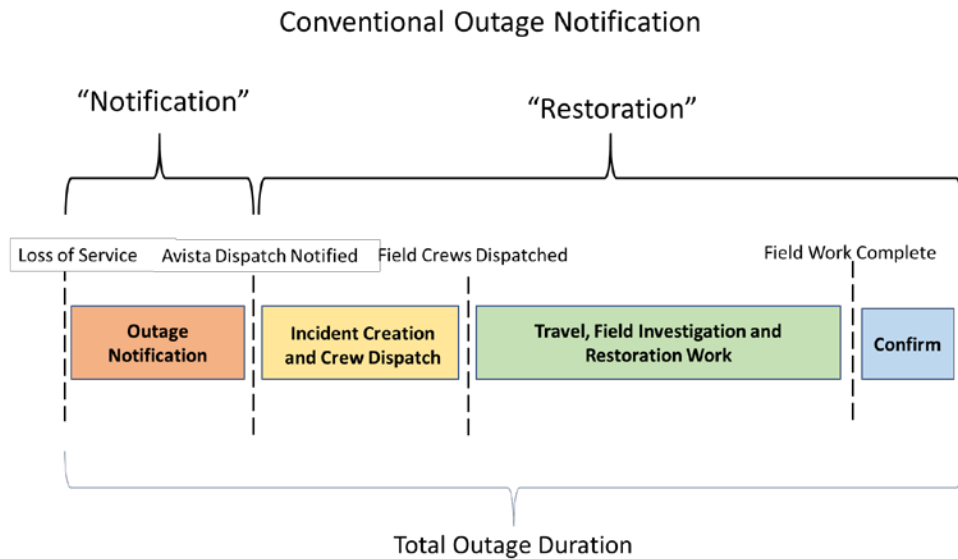 Conventional Outage Notification
“Notification”
“Restoration”
Loss of Service
Avista Dispatch Notified
Field Crews Dispatched
Field Work Complete
Outage
Notification
Incident Creation
and Crew Dispatch
Travel, Field Investigation and
Restoration Work
Confirm
Total Outage Duration